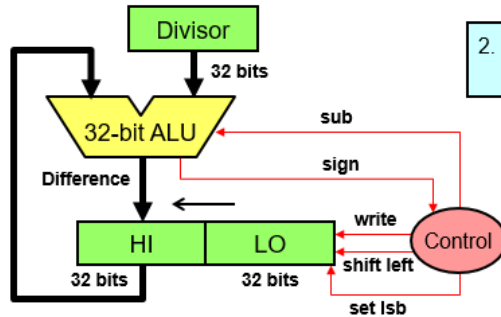 Divisor
2.
32 bits
32-bit ALU
sub
sign
Difference
write
HI
LO
Control
shift left
32 bits
32 bits
set lsb